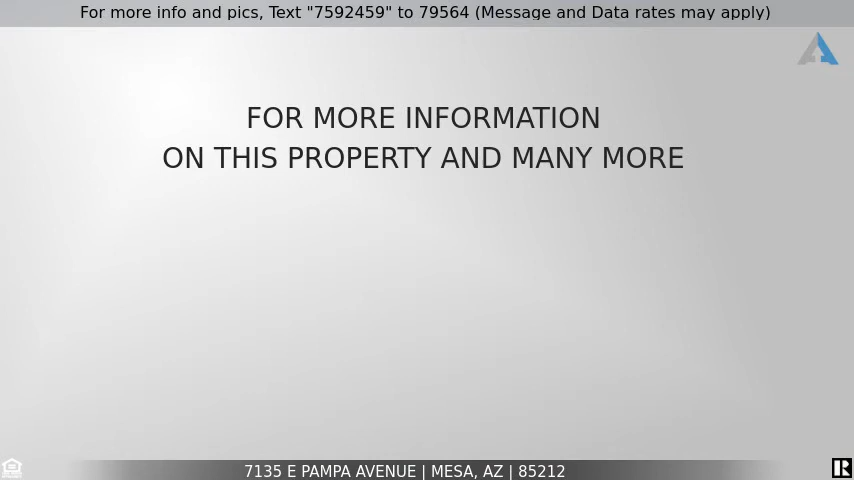 For more info and pics, Text "7592459" to 79564 (Message and Data rates may apply)
FOR MORE INFORMATION
ON THIS PROPERTY AND MANY MORE
7135 E PAMPA AVENUE | MESA, AZ | 85212